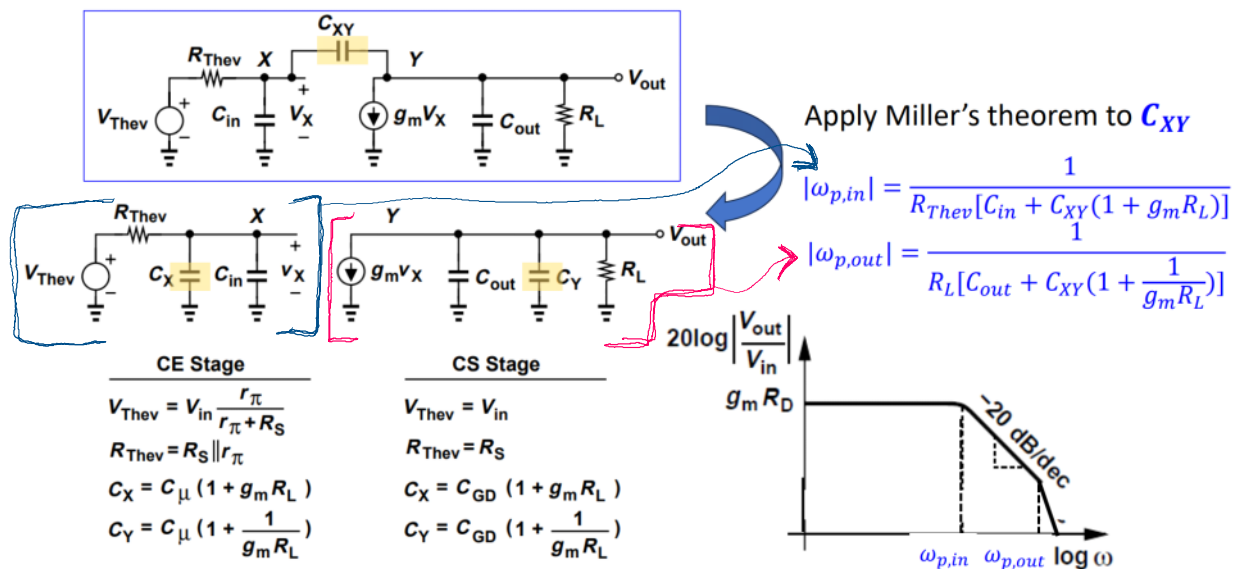 C_XY
R_Thev X Y
V_out
V_Thev + − C_in + V_X − g_m V_X C_out R_L
Apply Miller's theorem to C_XY
|ω_{p,in}| = 1 / (R_Thev[C_in + C_XY(1 + g_m R_L)])
|ω_{p,out}| = 1 / (R_L[C_out + C_XY(1 + 1/(g_m R_L))])
R_Thev X Y
V_out
V_Thev + − C_X C_in + v_X − g_m v_X C_out C_Y R_L
CE Stage
V_Thev = V_in r_π / (r_π + R_S)
R_Thev = R_S || r_π
C_X = C_μ (1 + g_m R_L)
C_Y = C_μ (1 + 1/(g_m R_L))
CS Stage
V_Thev = V_in
R_Thev = R_S
C_X = C_GD (1 + g_m R_L)
C_Y = C_GD (1 + 1/(g_m R_L))
20log|V_out/V_in|
g_m R_D
−20 dB/dec
ω_{p,in} ω_{p,out} log ω